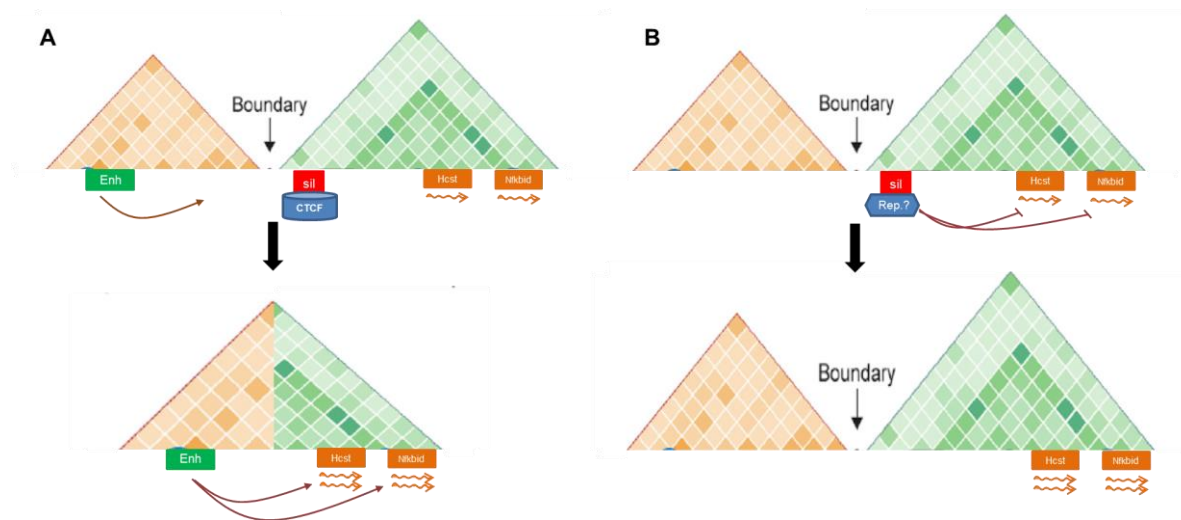 A
Boundary
Enh
sil
CTCF
Hcst
Nfkbid
Enh
Hcst
Nfkbid
B
Boundary
sil
Rep.?
Hcst
Nfkbid
Boundary
Hcst
Nfkbid